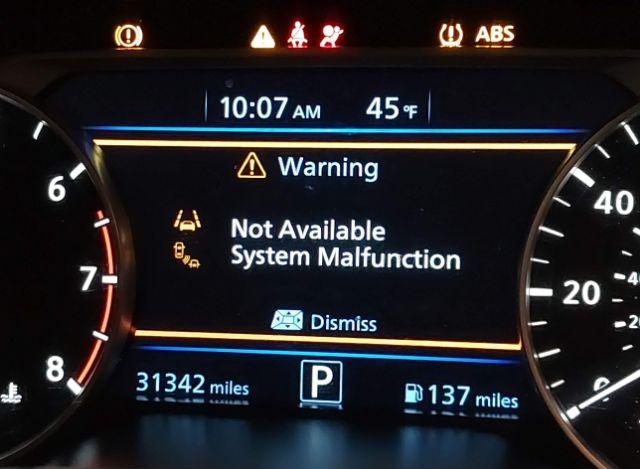 ABS
10:07 AM 45°F
Warning
6
40
Not Available
System Malfunction
7
20
Dismiss
8
0
31342 miles P 137 miles